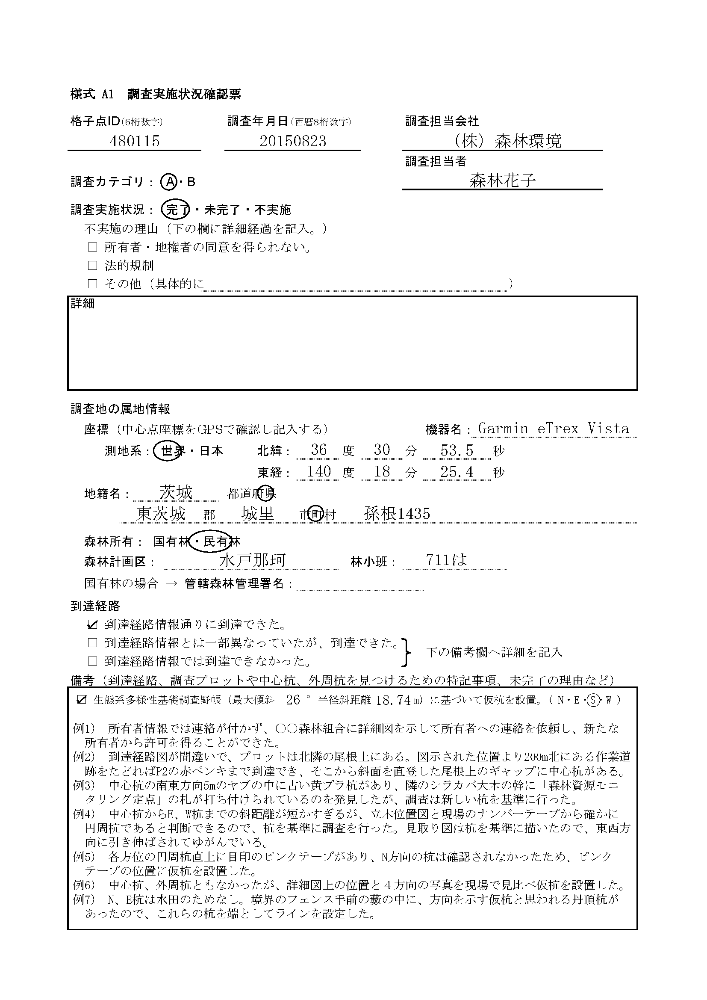 様式 A1 調査実施状況確認票
格子点ID(6桁数字) 調査年月日(西暦8桁数字) 調査担当会社
480115 20150823 （株）森林環境
調査担当者
調査カテゴリ： A・B 森林花子
調査実施状況： 完了・未完了・不実施
不実施の理由（下の欄に詳細経過を記入。）
□ 所有者・地権者の同意を得られない。
□ 法的規制
□ その他（具体的に ）
詳細
調査地の属地情報
座標（中心点座標をGPSで確認し記入する） 機器名：Garmin eTrex Vista
測地系： 世界・日本 北緯： 36 度 30 分 53.5 秒
東経： 140 度 18 分 25.4 秒
地籍名： 茨城 都道府県
東茨城 郡 城里 市町村 孫根1435
森林所有： 国有林・民有林
森林計画区： 水戸那珂 林小班： 711は
国有林の場合 → 管轄森林管理署名：
到達経路
☑ 到達経路情報通りに到達できた。
□ 到達経路情報とは一部異なっていたが、到達できた。
下の備考欄へ詳細を記入
□ 到達経路情報では到達できなかった。
備考（到達経路、調査プロットや中心杭、外周杭を見つけるための特記事項、未完了の理由など）
☑ 生態系多様性基礎調査野帳（最大傾斜 26 ° 半径斜距離 18.74 m）に基づいて仮杭を設置。( N・E・S・W )
例1） 所有者情報では連絡が付かず、〇〇森林組合に詳細図を示して所有者への連絡を依頼し、新たな
所有者から許可を得ることができた。
例2） 到達経路図が間違いで、プロットは北隣の尾根上にある。図示された位置より200m北にある作業道
跡をたどればP2の赤ペンキまで到達でき、そこから斜面を直登した尾根上のギャップに中心杭がある。
例3） 中心杭の南東方向5mのヤブの中に古い黄プラ杭があり、隣のシラカバ大木の幹に「森林資源モニ
タリング定点」の札が打ち付けられているのを発見したが、調査は新しい杭を基準に行った。
例4） 中心杭からE、W杭までの斜距離が短かすぎるが、立木位置図と現場のナンバーテープから確かに
円周杭であると判断できるので、杭を基準に調査を行った。見取り図は杭を基準に描いたので、東西方
向に引き伸ばされてゆがんでいる。
例5） 各方位の円周杭直上に目印のピンクテープがあり、N方向の杭は確認されなかったため、ピンク
テープの位置に仮杭を設置した。
例6） 中心杭、外周杭ともなかったが、詳細図上の位置と４方向の写真を現場で見比べ仮杭を設置した。
例7） N、E杭は水田のためなし。境界のフェンス手前の藪の中に、方向を示す仮杭と思われる丹頂杭が
あったので、これらの杭を端としてラインを設定した。